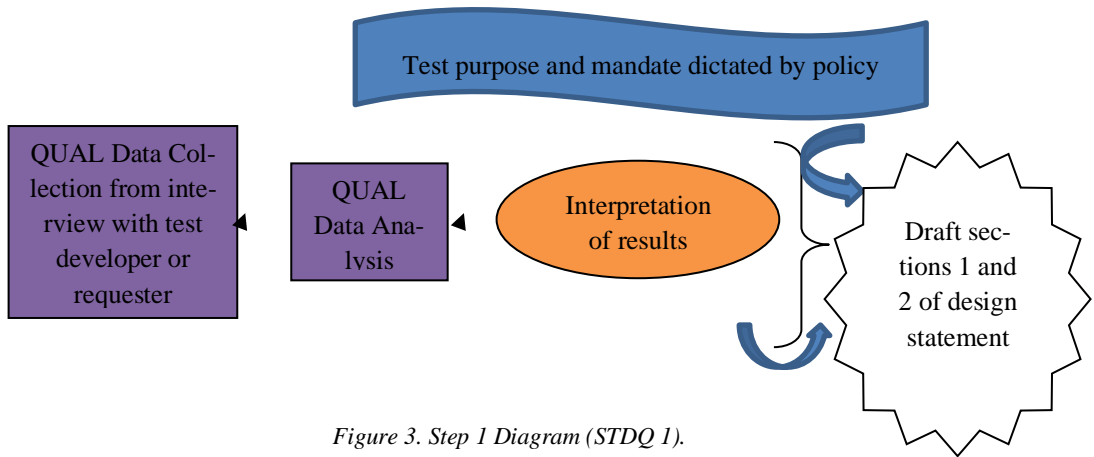 Test purpose and mandate dictated by policy
QUAL Data Col-
lection from inte-
rview with test
developer or
requester
QUAL
Data Ana-
lysis
Interpretation
of results
Draft sec-
tions 1 and
2 of design
statement
Figure 3. Step 1 Diagram (STDQ 1).